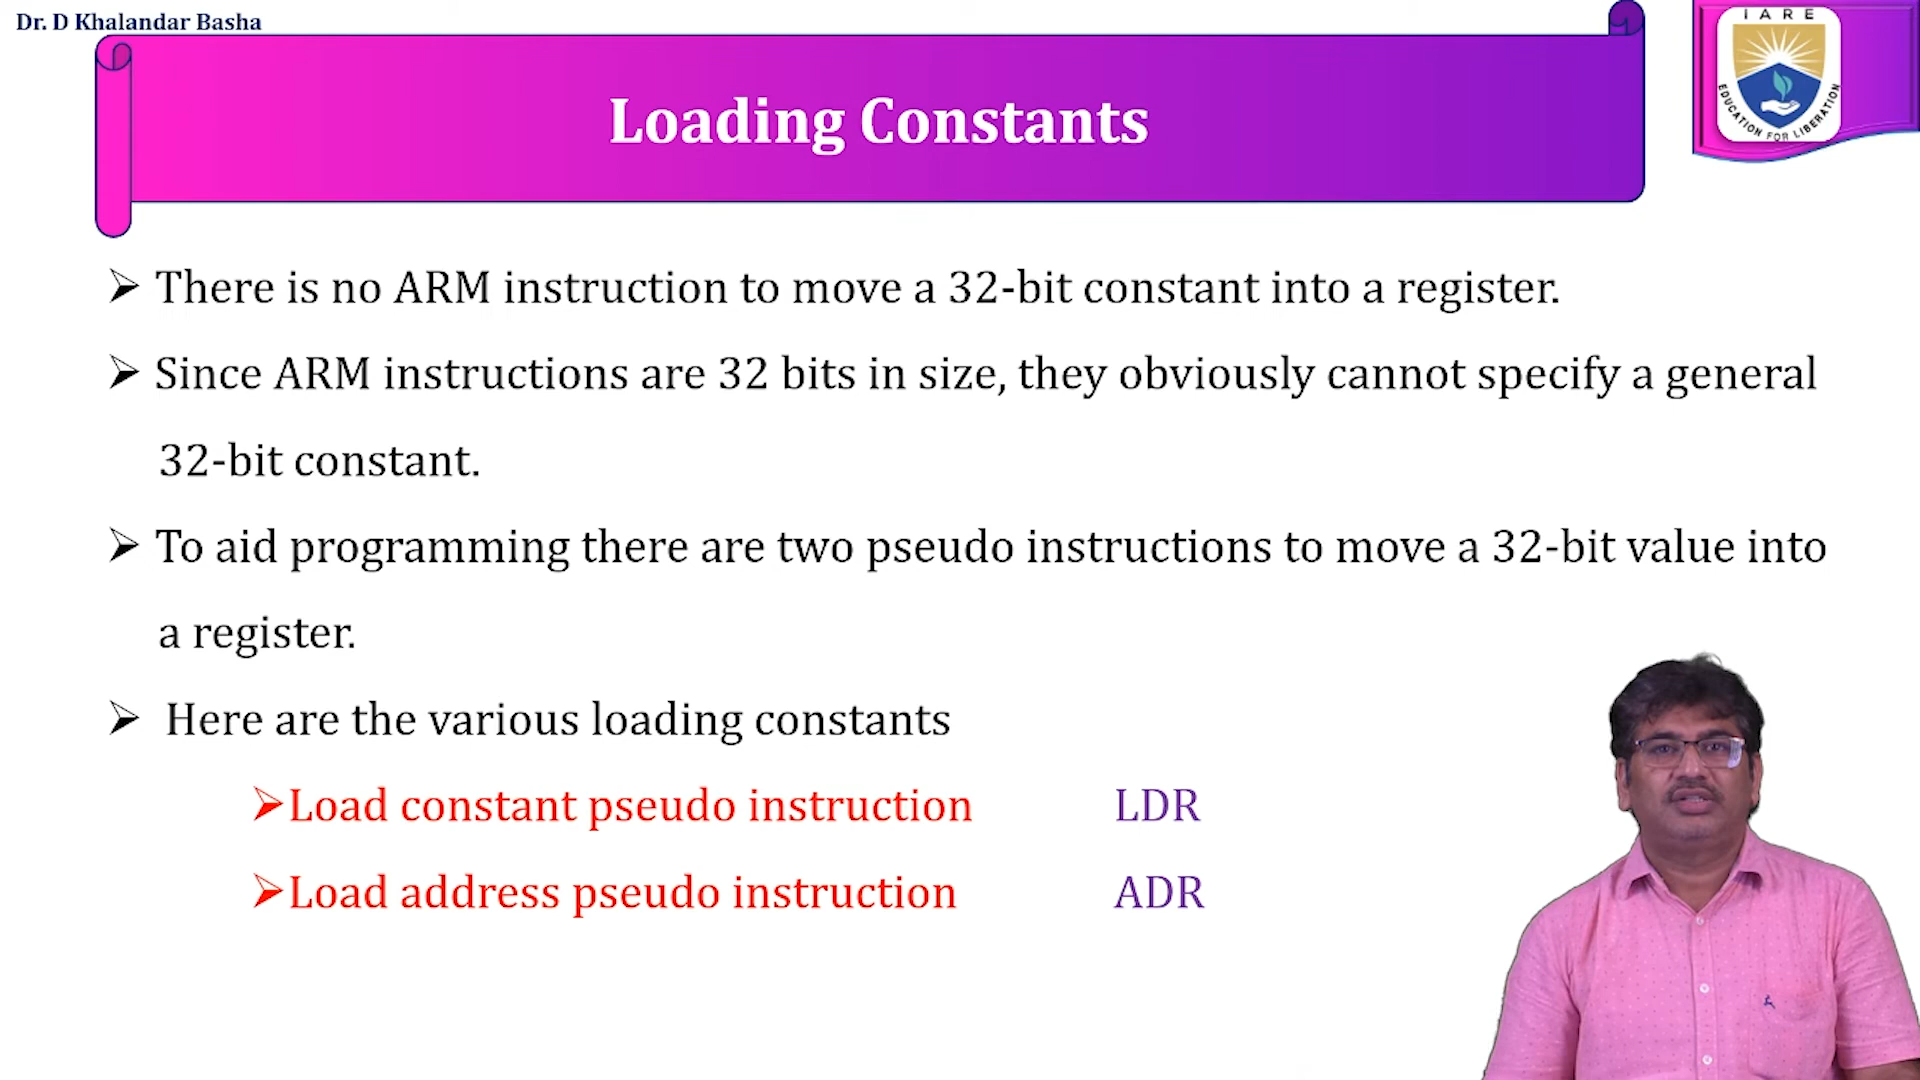 Dr. D Khalandar Basha
IARE
EDUCATION FOR LIBERATION
Loading Constants
There is no ARM instruction to move a 32-bit constant into a register.
Since ARM instructions are 32 bits in size, they obviously cannot specify a general
32-bit constant.
To aid programming there are two pseudo instructions to move a 32-bit value into
a register.
Here are the various loading constants
Load constant pseudo instruction LDR
Load address pseudo instruction ADR